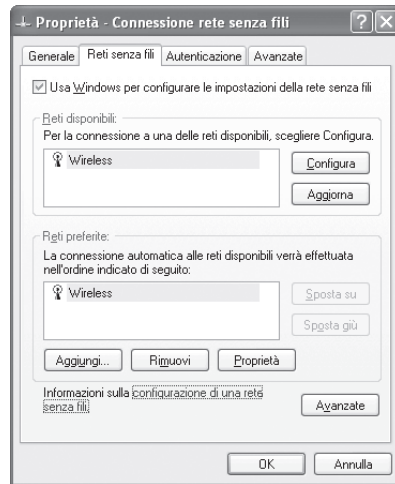 Proprietà - Connessione rete senza fili
Generale Reti senza fili Autenticazione Avanzate
Usa Windows per configurare le impostazioni della rete senza fili
Reti disponibili:
Per la connessione a una delle reti disponibili, scegliere Configura.
Wireless
Configura
Aggiorna
Reti preferite:
La connessione automatica alle reti disponibili verrà effettuata
nell'ordine indicato di seguito:
Wireless
Sposta su
Sposta giù
Aggiungi... Rimuovi Proprietà
Informazioni sulla configurazione di una rete
senza fili.
Avanzate
OK Annulla